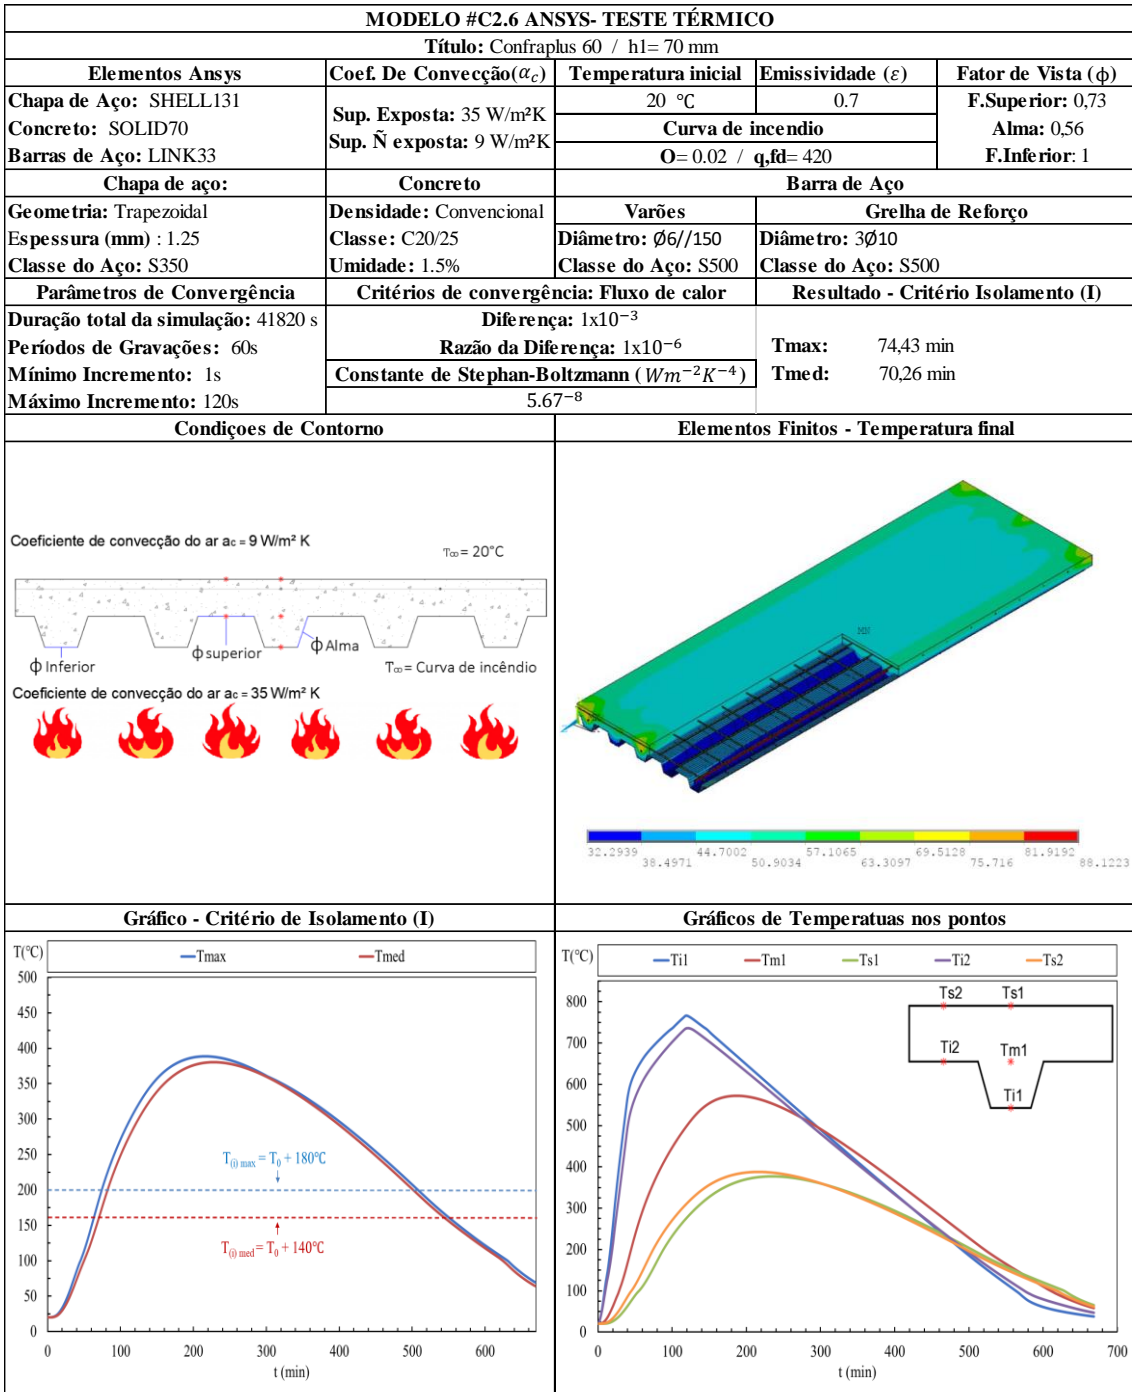 MODELO #C2.6 ANSYS- TESTE TÉRMICO
Título: Confraplus 60 / h1= 70 mm
Elementos Ansys
Coef. De Convecção(αc)
Temperatura inicial
Emissividade (ε)
Fator de Vista (ϕ)
Chapa de Aço: SHELL131
Concreto: SOLID70
Barras de Aço: LINK33
Sup. Exposta: 35 W/m²K
Sup. Ñ exposta: 9 W/m²K
20 °C
0.7
Curva de incendio
O= 0.02 / q,fd= 420
F.Superior: 0,73
Alma: 0,56
F.Inferior: 1
Chapa de aço:
Concreto
Barra de Aço
Geometria: Trapezoidal
Espessura (mm) : 1.25
Classe do Aço: S350
Densidade: Convencional
Classe: C20/25
Umidade: 1.5%
Varões
Diâmetro: Ø6//150
Classe do Aço: S500
Grelha de Reforço
Diâmetro: 3Ø10
Classe do Aço: S500
Parâmetros de Convergência
Critérios de convergência: Fluxo de calor
Resultado - Critério Isolamento (I)
Duração total da simulação: 41820 s
Períodos de Gravações: 60s
Mínimo Incremento: 1s
Máximo Incremento: 120s
Diferença: 1x10⁻³
Razão da Diferença: 1x10⁻⁶
Constante de Stephan-Boltzmann ( Wm⁻²K⁻⁴)
5.67⁻⁸
Tmax: 74,43 min
Tmed: 70,26 min
Condiçoes de Contorno
Elementos Finitos - Temperatura final
Coeficiente de convecção do ar ac = 9 W/m² K
T∞= 20°C
ϕ Inferior
ϕ superior
ϕ Alma
T∞= Curva de incêndio
Coeficiente de convecção do ar ac = 35 W/m² K
MN
32.2939
38.4971
44.7002
50.9034
57.1065
63.3097
69.5128
75.716
81.9192
88.1223
Gráfico - Critério de Isolamento (I)
Gráficos de Temperatuas nos pontos
T(°C)
Tmax
Tmed
500
450
400
350
300
250
200
150
100
50
0
T(i) max = T0 + 180°C
T(i) med = T0 + 140°C
0 100 200 300 400 500 600
t (min)
T(°C)
Ti1
Tm1
Ts1
Ti2
Ts2
800
700
600
500
400
300
200
100
0
Ts2
Ts1
Ti2
Tm1
Ti1
0 100 200 300 400 500 600 700
t (min)